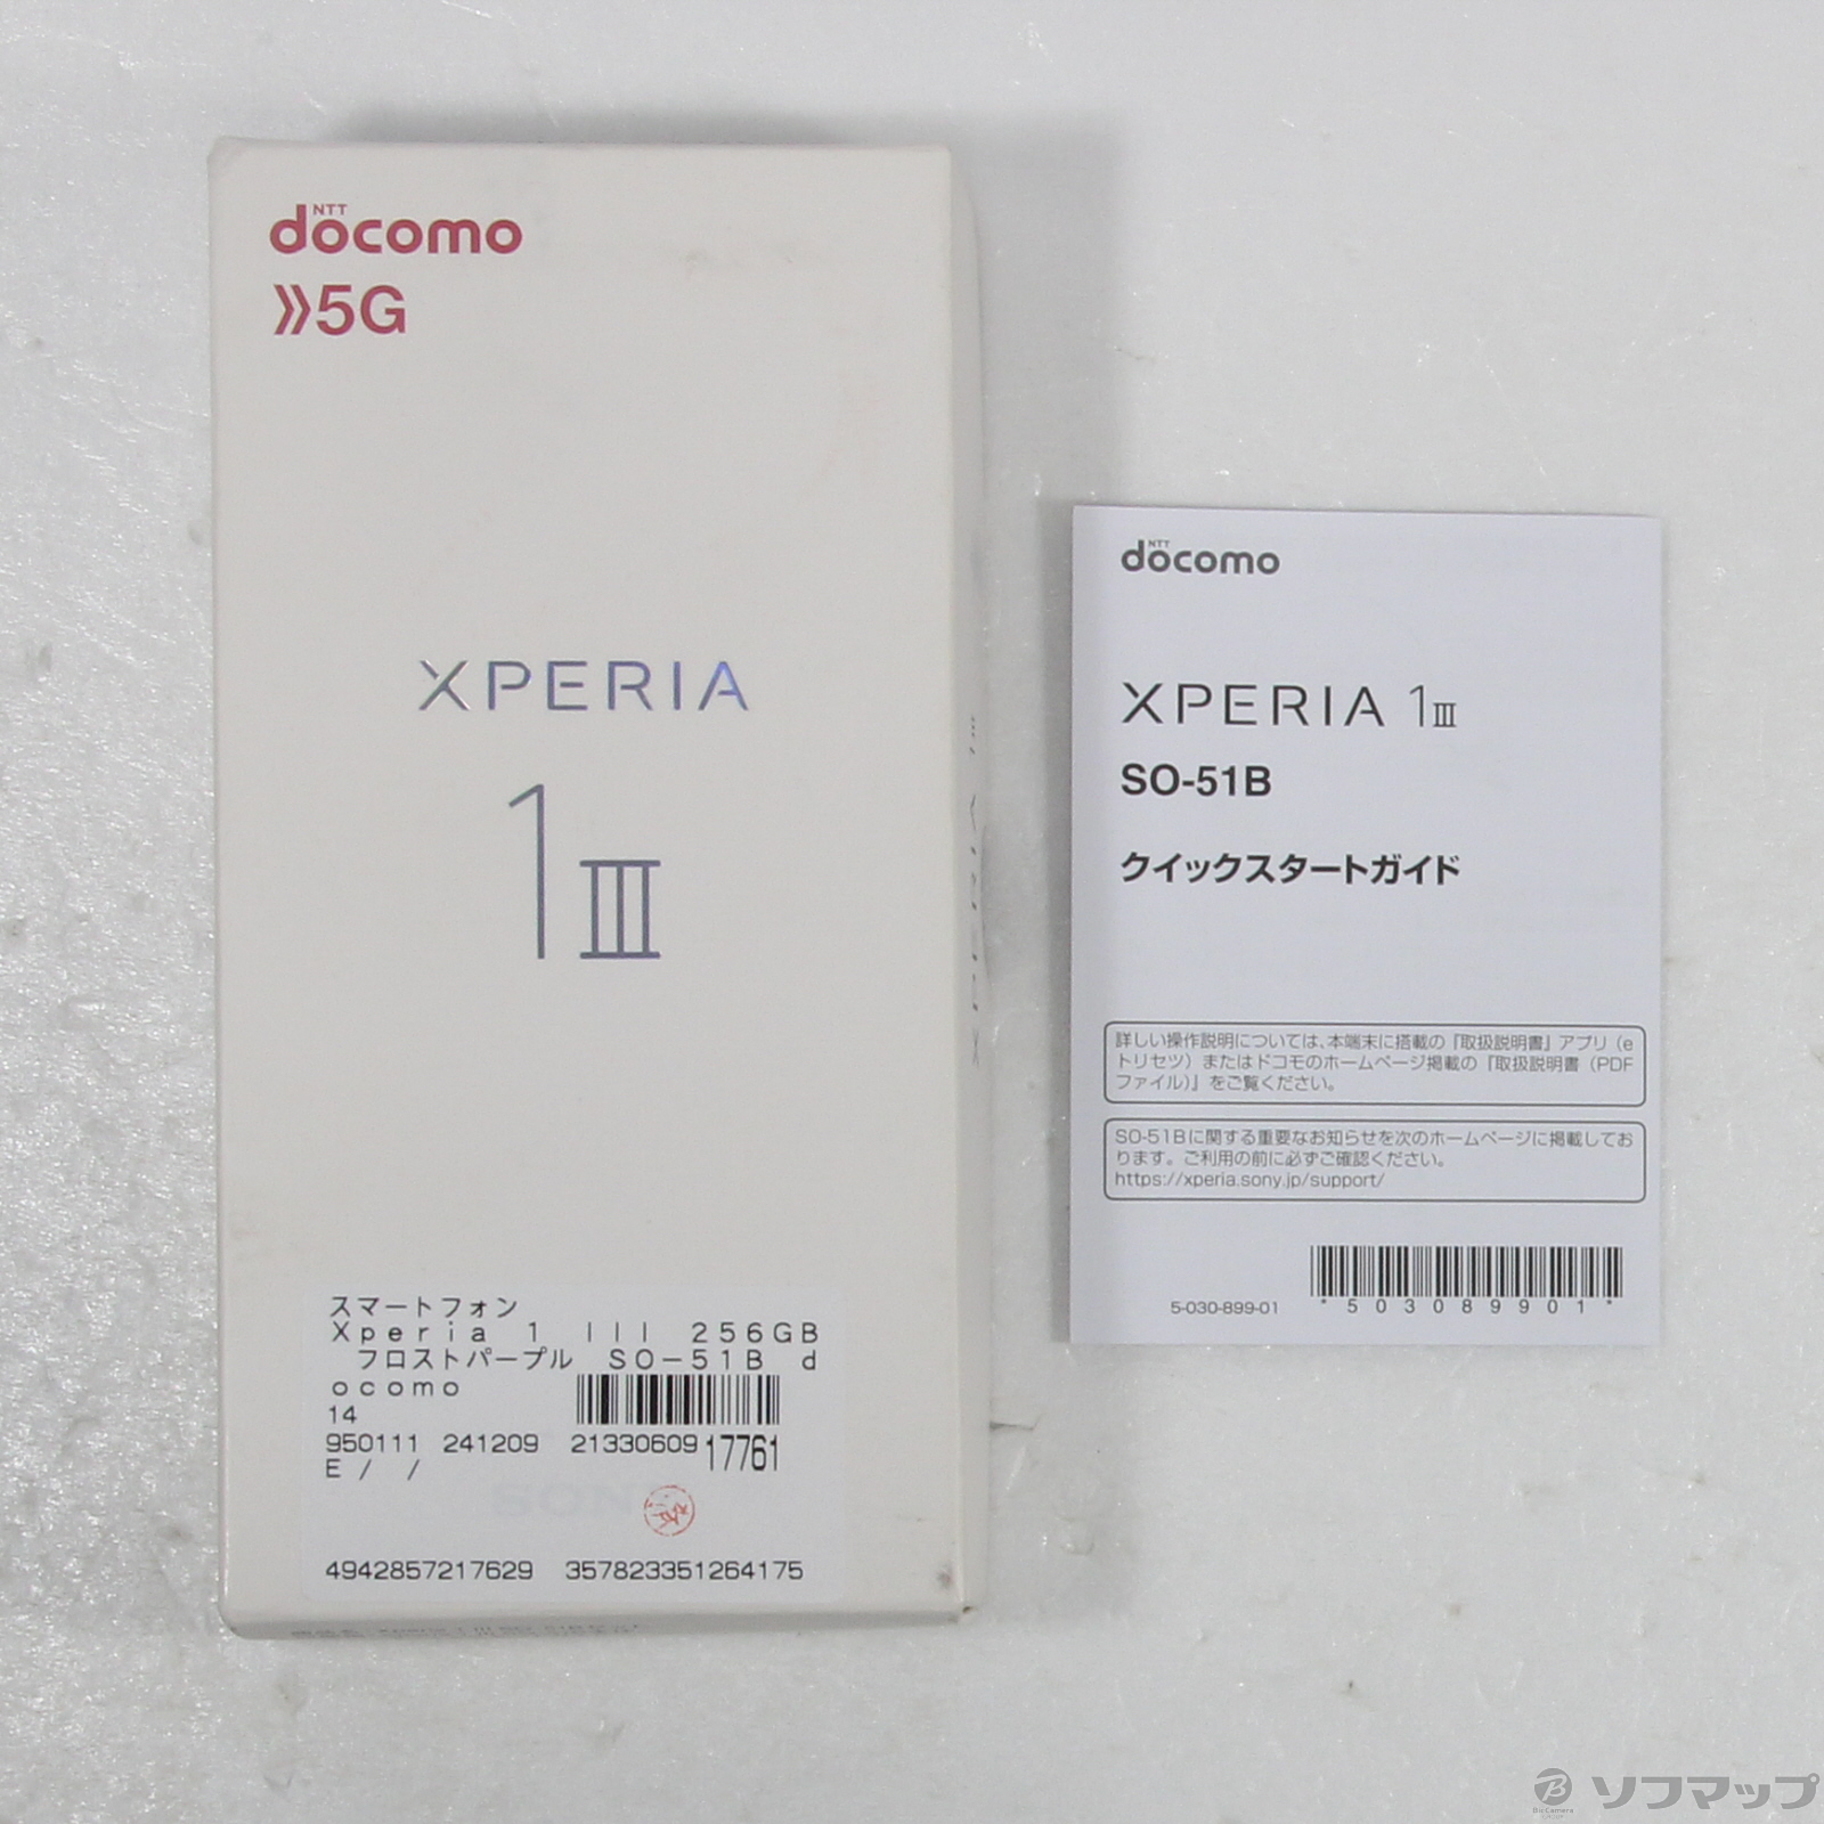 NTT
docomo
5G
XPERIA
1III
スマートフォン
Xperia 1 III 256GB
フロストパープル SO-51B d
ocomo
14
950111 241209 21330609 17761
E / /
SON
4942857217629 357823351264175
NTT
docomo
XPERIA 1III
SO-51B
クイックスタートガイド
詳しい操作説明については、本端末に搭載の『取扱説明書』アプリ（e
トリセツ）またはドコモのホームページ掲載の『取扱説明書（PDF
ファイル）』をご覧ください。
SO-51Bに関する重要なお知らせを次のホームページに掲載してお
ります。ご利用の前に必ずご確認ください。
https://xperia.sony.jp/support/
5-030-899-01 *503089901*
BicCamera
ソフマップ